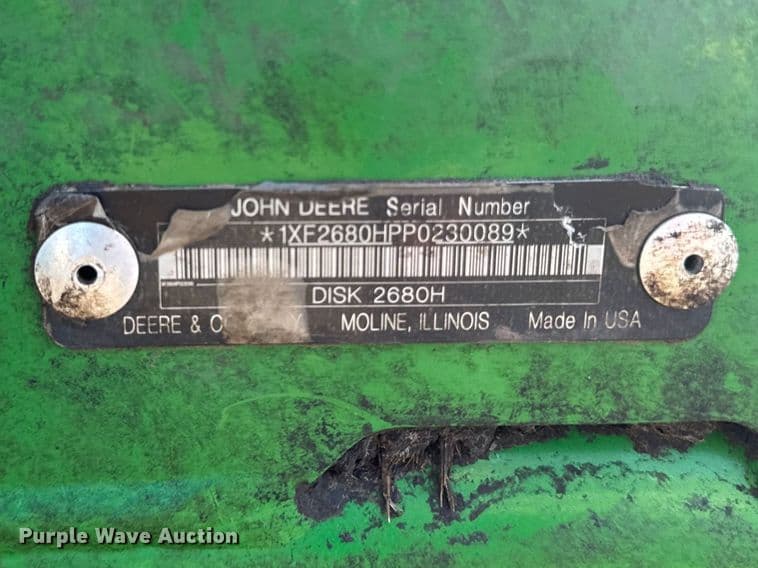 JOHN DEERE Serial Number
*1XF2680HPP0230089*
DISK 2680H
DEERE & MOLINE, ILLINOIS Made In USA
Purple Wave Auction